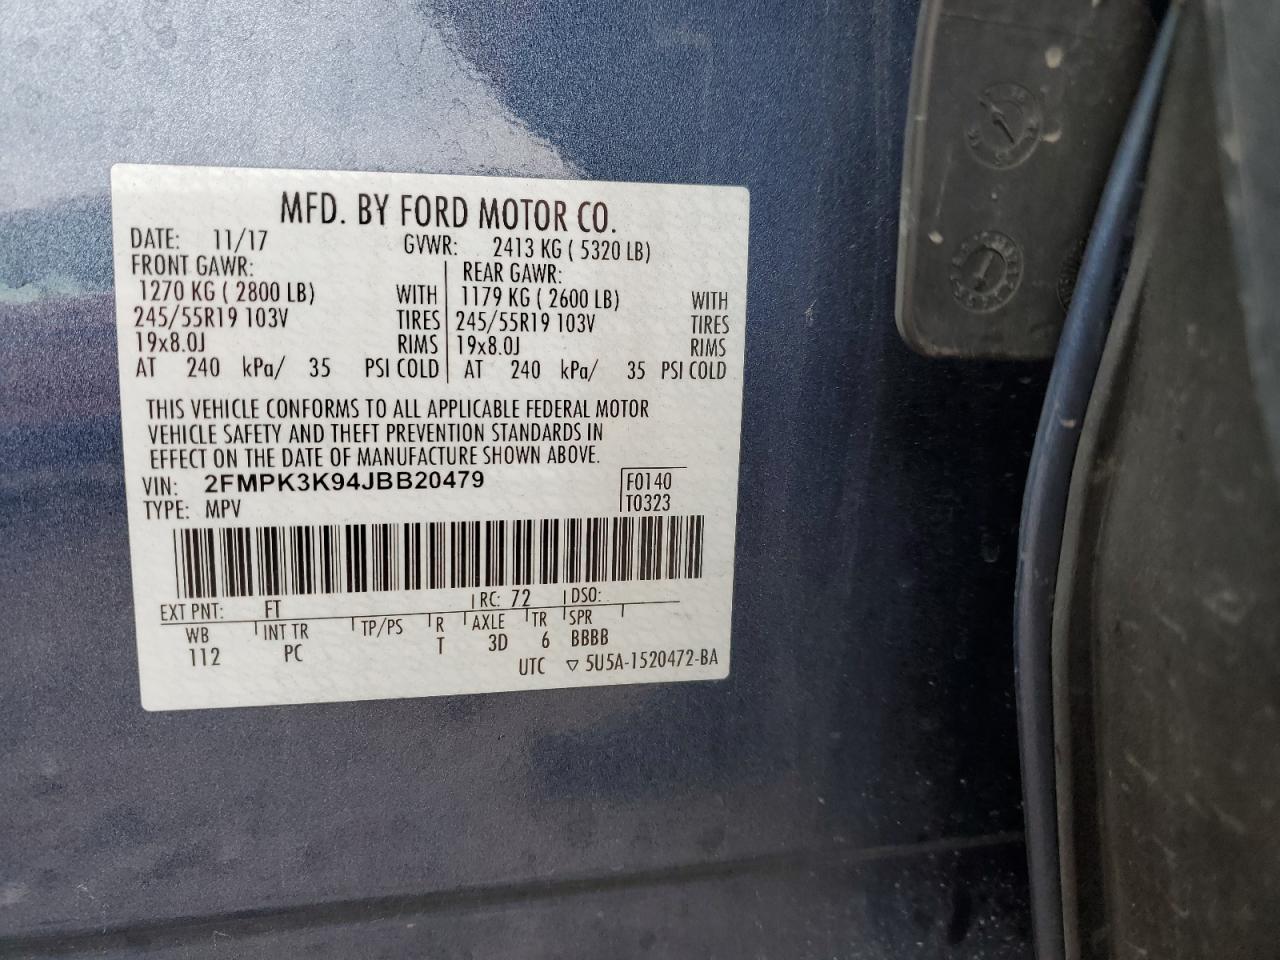 MFD. BY FORD MOTOR CO.
DATE: 11/17 GVWR: 2413 KG ( 5320 LB)
FRONT GAWR: REAR GAWR:
1270 KG ( 2800 LB) WITH 1179 KG ( 2600 LB) WITH
245/55R19 103V TIRES 245/55R19 103V TIRES
19x8.0J RIMS 19x8.0J RIMS
AT 240 kPa/ 35 PSI COLD AT 240 kPa/ 35 PSI COLD
THIS VEHICLE CONFORMS TO ALL APPLICABLE FEDERAL MOTOR
VEHICLE SAFETY AND THEFT PREVENTION STANDARDS IN
EFFECT ON THE DATE OF MANUFACTURE SHOWN ABOVE.
VIN: 2FMPK3K94JBB20479 F0140
TYPE: MPV T0323
EXT PNT: FT RC: 72 DSO:
WB INT TR TP/PS R AXLE TR SPR
112 PC T 3D 6 BBBB
UTC ▽ 5U5A-1520472-BA